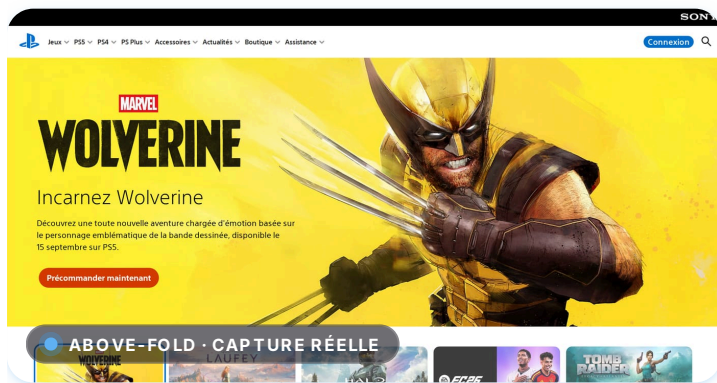 SONY
Jeux PS5 PS4 PS Plus Accessoires Actualités Boutique Assistance
Connexion
MARVEL
WOLVERINE
Incarnez Wolverine
Découvrez une toute nouvelle aventure chargée d'émotion basée sur
le personnage emblématique de la bande dessinée, disponible le
15 septembre sur PS5.
Précommander maintenant
ABOVE-FOLD · CAPTURE RÉELLE
WOLVERINE
LAUFEY
HALO
TOMB
RAIDER